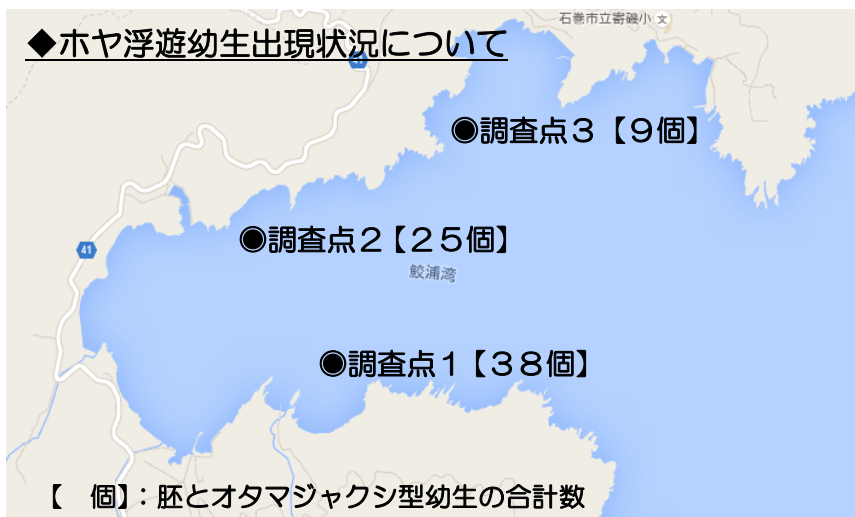 石巻市立寄磯小 文
◆ホヤ浮遊幼生出現状況について
◉調査点３【９個】
◉調査点２【２５個】
41
鮫浦湾
◉調査点１【３８個】
【　個】：胚とオタマジャクシ型幼生の合計数